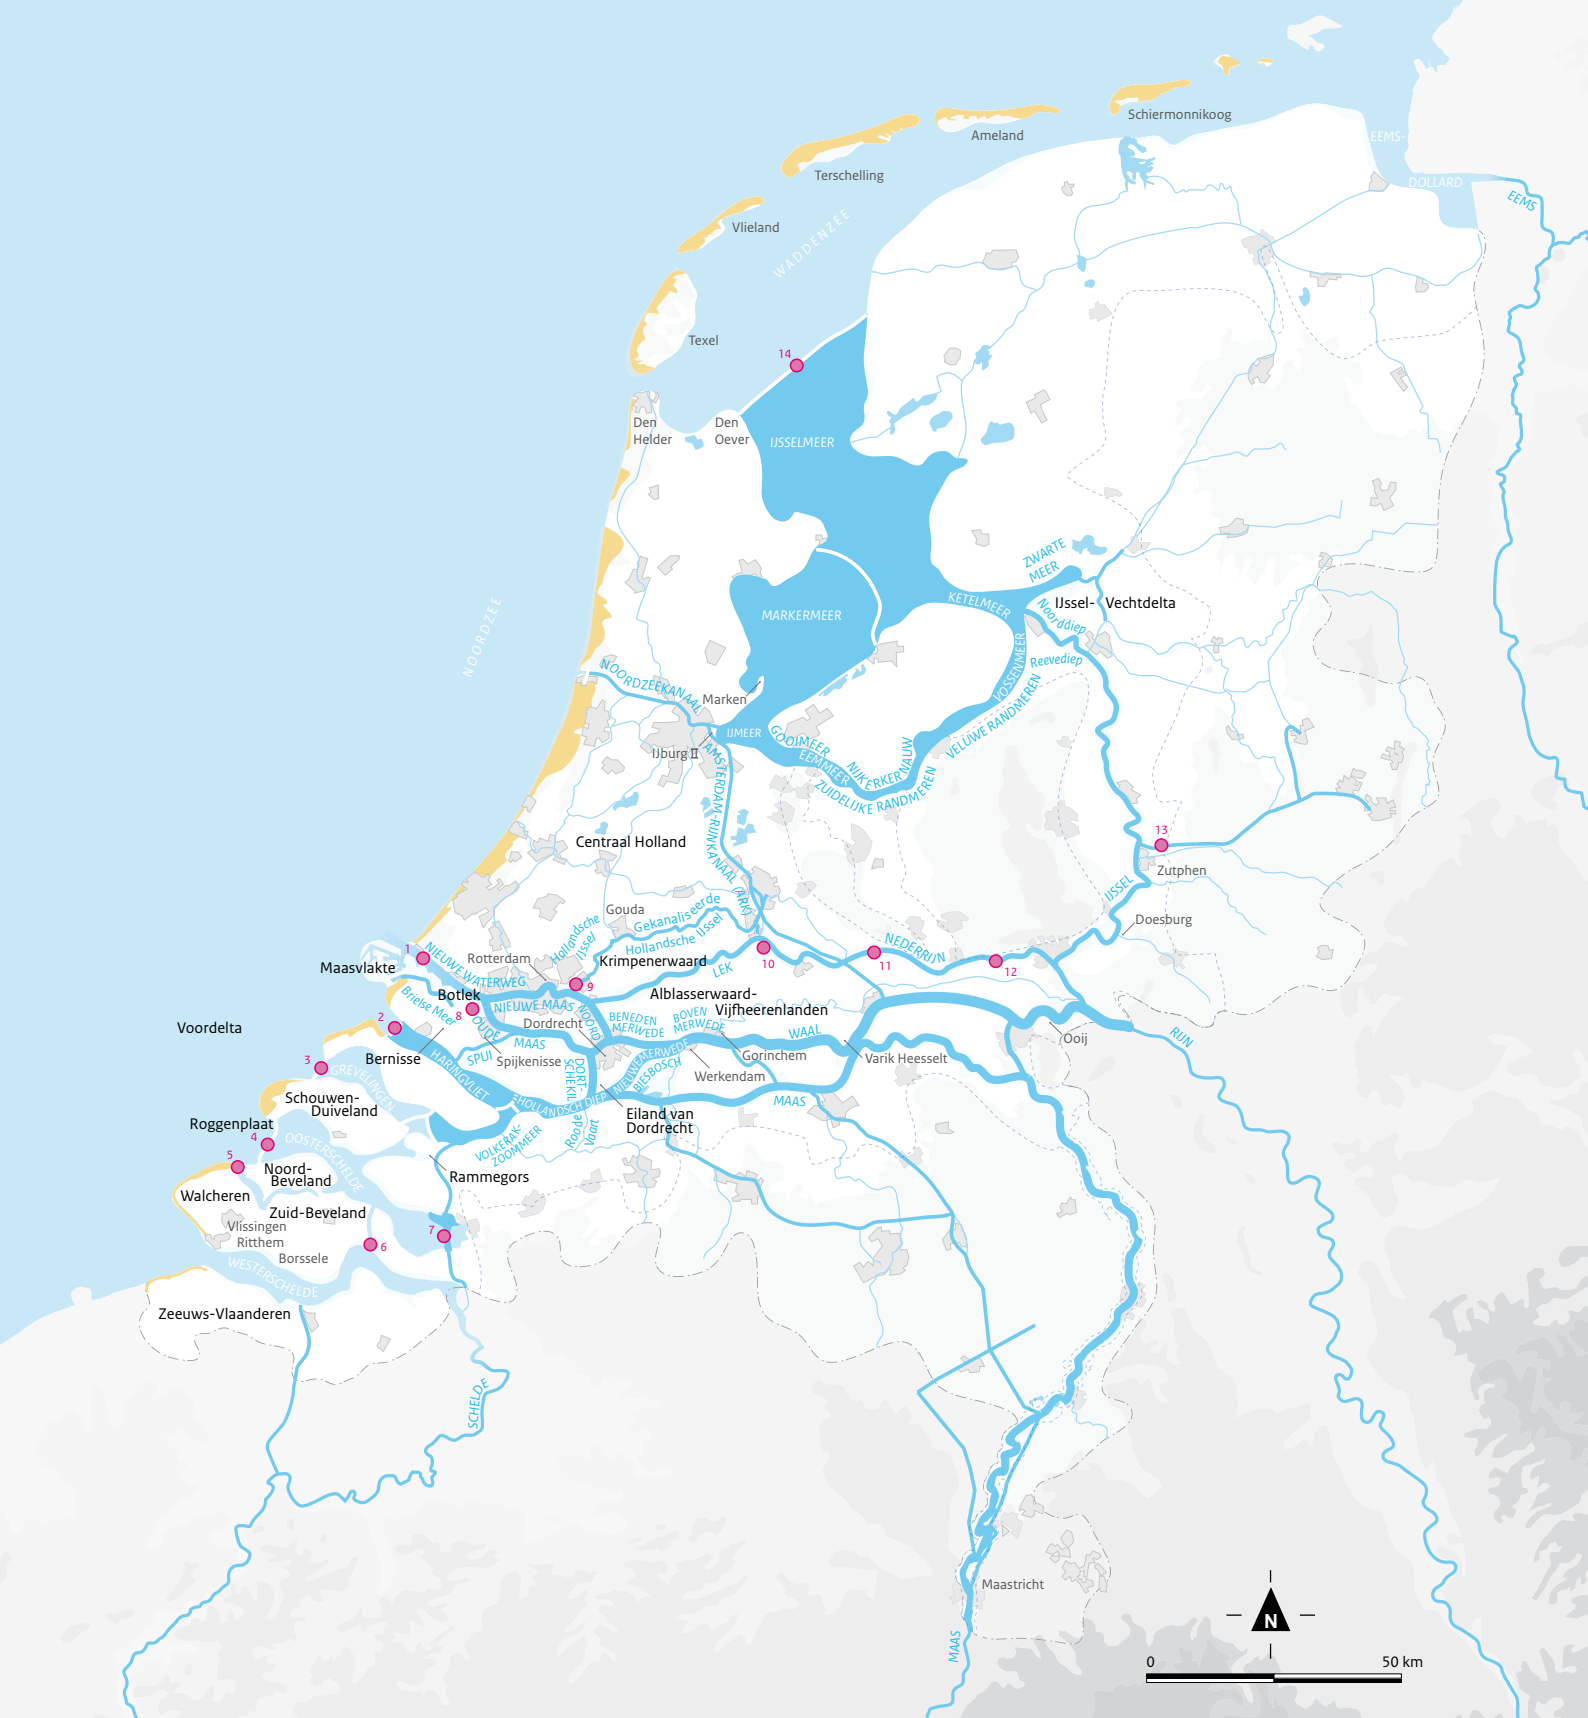 Schiermonnikoog
Ameland
EEMS-
DOLLARD
EEMS
Terschelling
Vlieland
WADDENZEE
Texel
14
Den
Helder
Den
Oever
IJSSELMEER
NOORDZEE
ZWARTE
MEER
MARKERMEER
KETELMEER
IJssel-
Vechtdelta
Noorddiep
Reevediep
VOSSENMEER
NOORDZEEKANAAL
Marken
IJMEER
IJburg II
GOOIMEER
EEMMEER
NIJKERKERNAUW
VELUWE RANDMEREN
ZUIDELIJKE RANDMEREN
AMSTERDAM-RIJNKANAAL (ARK)
Centraal Holland
13
Zutphen
IJSSEL
Doesburg
Gouda
Hollandsche
IJssel
Gekanaliseerde
Hollandsche IJssel
NEDERRIJN
1
NIEUWE WATERWEG
Rotterdam
Krimpenerwaard
LEK
10
11
12
Maasvlakte
9
Brielse Meer
Botlek
8
NIEUWE MAAS
Alblasserwaard-
Vijfheerenlanden
2
Voordelta
OUDE
MAAS
Dordrecht
NOORD
BENEDEN
MERWEDE
BOVEN
MERWEDE
WAAL
Ooij
RIJN
Bernisse
SPUI
Spijkenisse
Gorinchem
Varik Heesselt
3
GREVELINGEN
HARINGVLIET
DORT-
SCHE KIL
NIEUWE MERWEDE
BIESBOSCH
Werkendam
Schouwen-
Duiveland
HOLLANDSCH DIEP
Eiland van
Dordrecht
MAAS
Roggenplaat
4
OOSTERSCHELDE
VOLKERAK-
ZOOMMEER
Roode
Vaart
5
Noord-
Beveland
Rammegors
Walcheren
Zuid-Beveland
Vlissingen
Ritthem
6
7
Borssele
WESTERSCHELDE
Zeeuws-Vlaanderen
SCHELDE
Maastricht
MAAS
N
0
50 km